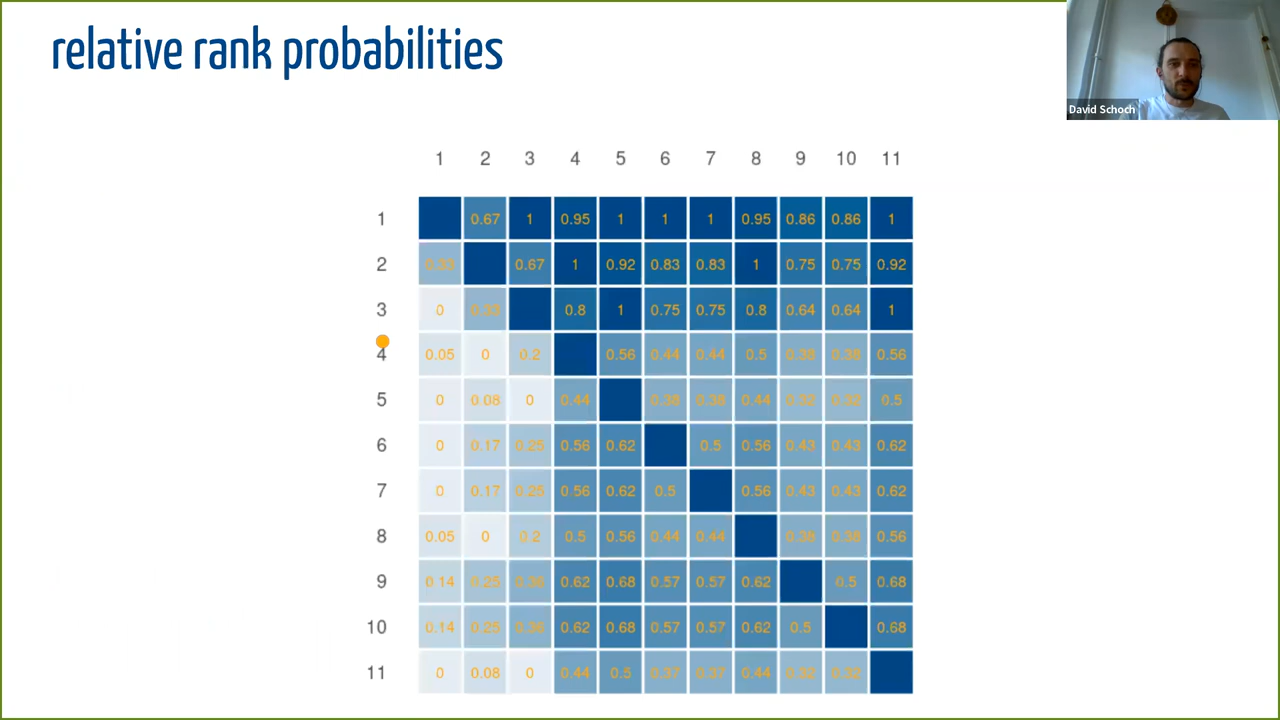 relative rank probabilities
David Schoch
1 2 3 4 5 6 7 8 9 10 11
1 0.67 1 0.95 1 1 1 0.95 0.86 0.86 1
2 0.33 0.67 1 0.92 0.83 0.83 1 0.75 0.75 0.92
3 0 0.33 0.8 1 0.75 0.75 0.8 0.64 0.64 1
4 0.05 0 0.2 0.56 0.44 0.44 0.5 0.38 0.38 0.56
5 0 0.08 0 0.44 0.38 0.38 0.44 0.32 0.32 0.5
6 0 0.17 0.25 0.56 0.62 0.5 0.56 0.43 0.43 0.62
7 0 0.17 0.25 0.56 0.62 0.5 0.56 0.43 0.43 0.62
8 0.05 0 0.2 0.5 0.56 0.44 0.44 0.38 0.38 0.56
9 0.14 0.25 0.36 0.62 0.68 0.57 0.57 0.62 0.5 0.68
10 0.14 0.25 0.36 0.62 0.68 0.57 0.57 0.62 0.5 0.68
11 0 0.08 0 0.44 0.5 0.37 0.37 0.44 0.32 0.32